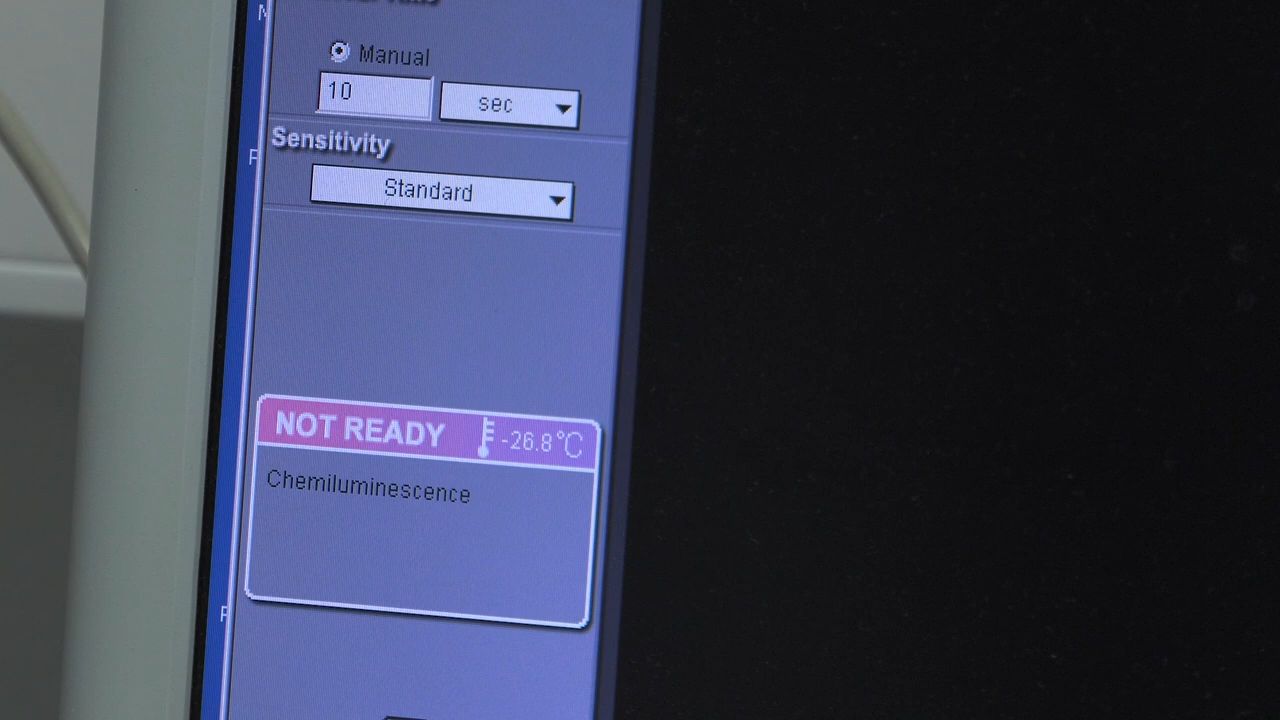 Manual
10
sec
Sensitivity
Standard
NOT READY -26.8°C
Chemiluminescence